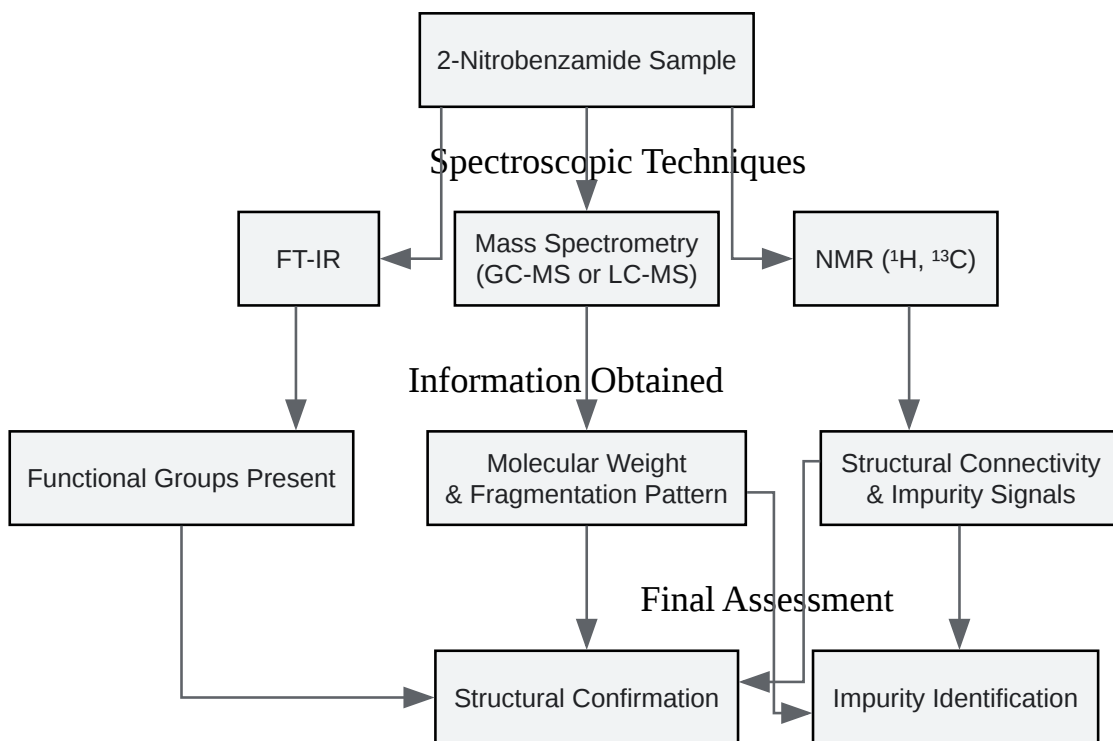 2-Nitrobenzamide Sample
Spectroscopic Techniques
FT-IR
Mass Spectrometry
(GC-MS or LC-MS)
NMR (¹H, ¹³C)
Information Obtained
Functional Groups Present
Molecular Weight
& Fragmentation Pattern
Structural Connectivity
& Impurity Signals
Final Assessment
Structural Confirmation
Impurity Identification